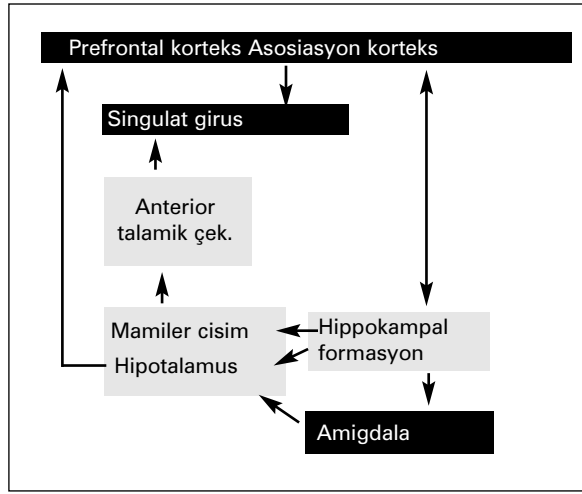 Prefrontal korteks Asosiasyon korteks
Singulat girus
Anterior
talamik çek.
Mamiler cisim
Hipotalamus
Hippokampal
formasyon
Amigdala